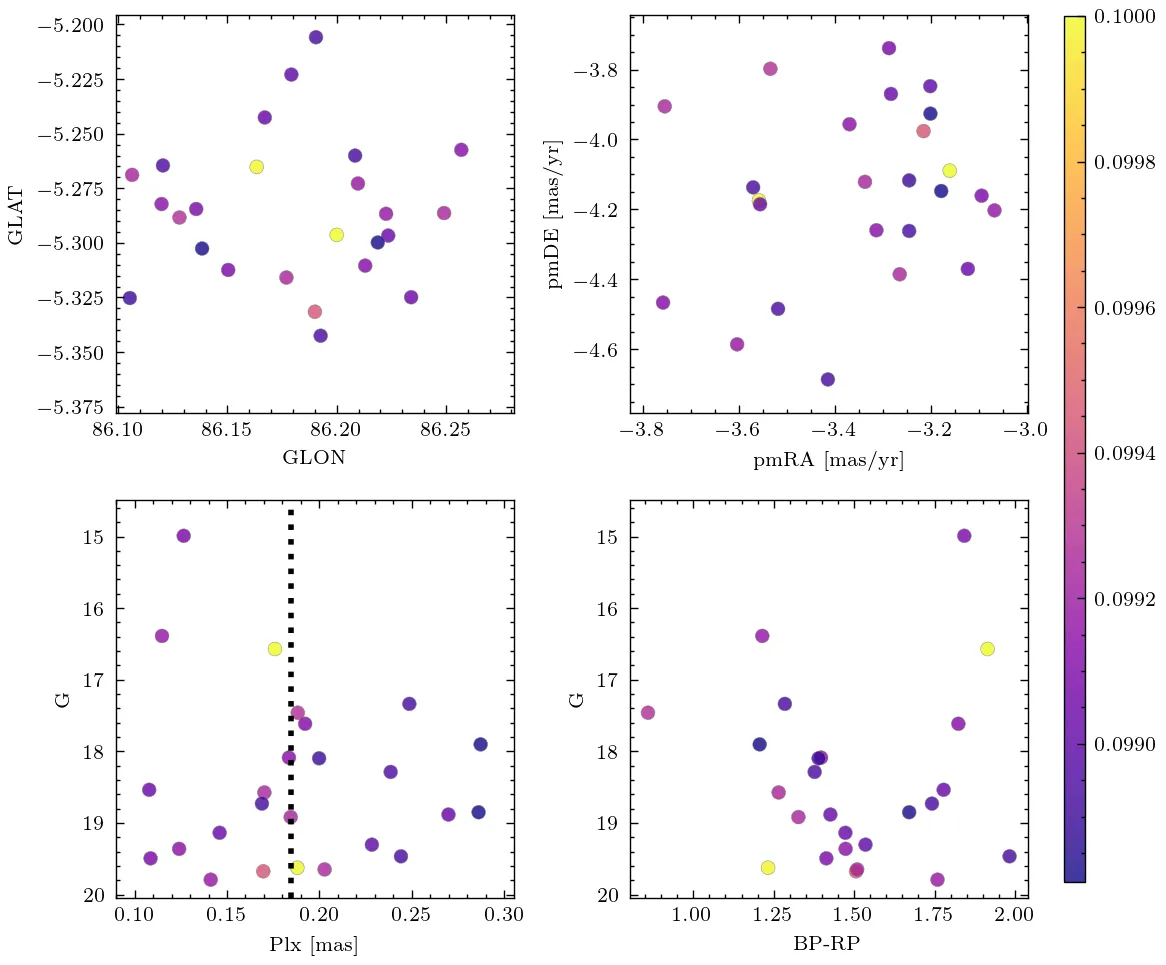 −5.200
−5.225
−5.250
−5.275
−5.300
−5.325
−5.350
−5.375
GLAT
86.10 86.15 86.20 86.25
GLON
−3.8
−4.0
−4.2
−4.4
−4.6
pmDE [mas/yr]
−3.8 −3.6 −3.4 −3.2 −3.0
pmRA [mas/yr]
0.1000
0.0998
0.0996
0.0994
0.0992
0.0990
15
16
17
18
19
20
G
0.10 0.15 0.20 0.25 0.30
Plx [mas]
15
16
17
18
19
20
G
1.00 1.25 1.50 1.75 2.00
BP-RP